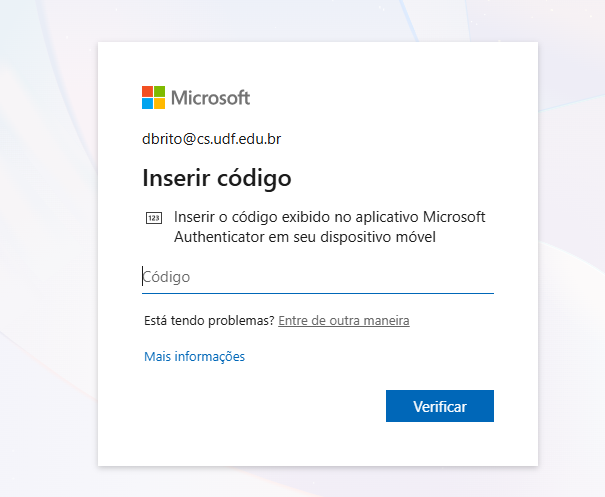 Microsoft
dbrito@cs.udf.edu.br
Inserir código
123
Inserir o código exibido no aplicativo Microsoft
Authenticator em seu dispositivo móvel
Código
Está tendo problemas? Entre de outra maneira
Mais informações
Verificar